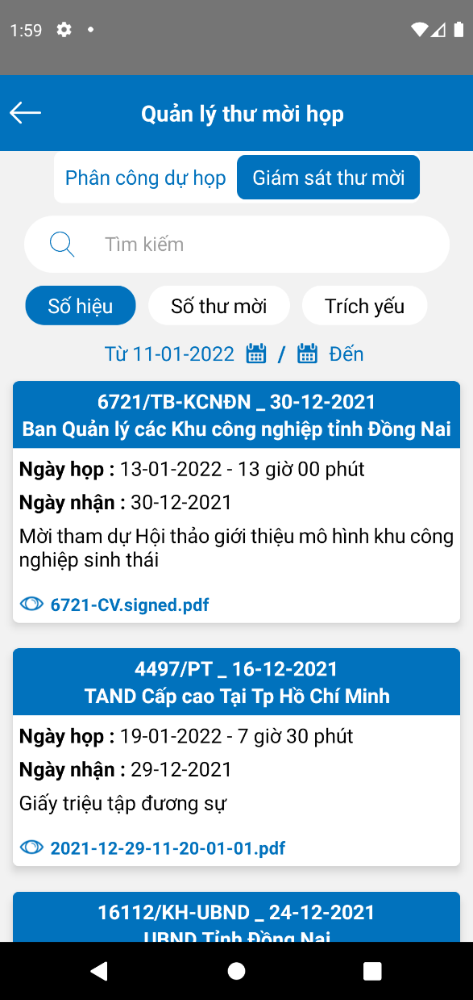 1:59
Quản lý thư mời họp
Phân công dự họp
Giám sát thư mời
Tìm kiếm
Số hiệu
Số thư mời
Trích yếu
Từ 11-01-2022 / Đến
6721/TB-KCNĐN _ 30-12-2021
Ban Quản lý các Khu công nghiệp tỉnh Đồng Nai
Ngày họp : 13-01-2022 - 13 giờ 00 phút
Ngày nhận : 30-12-2021
Mời tham dự Hội thảo giới thiệu mô hình khu công
nghiệp sinh thái
6721-CV.signed.pdf
4497/PT _ 16-12-2021
TAND Cấp cao Tại Tp Hồ Chí Minh
Ngày họp : 19-01-2022 - 7 giờ 30 phút
Ngày nhận : 29-12-2021
Giấy triệu tập đương sự
2021-12-29-11-20-01-01.pdf
16112/KH-UBND _ 24-12-2021
UBND Tỉnh Đồng Nai